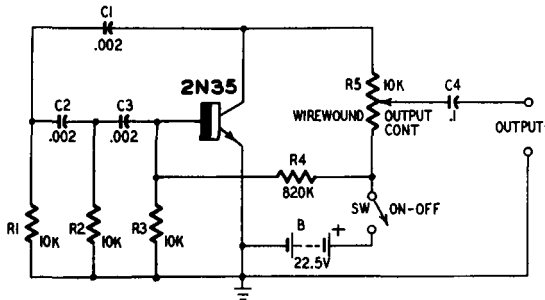 C1
.002
2N35
C2
.002
C3
.002
R5
10K
WIREWOUND
OUTPUT
CONT
C4
.1
OUTPUT
R4
820K
R1
10K
R2
10K
R3
10K
SW
ON-OFF
B
+
22.5V